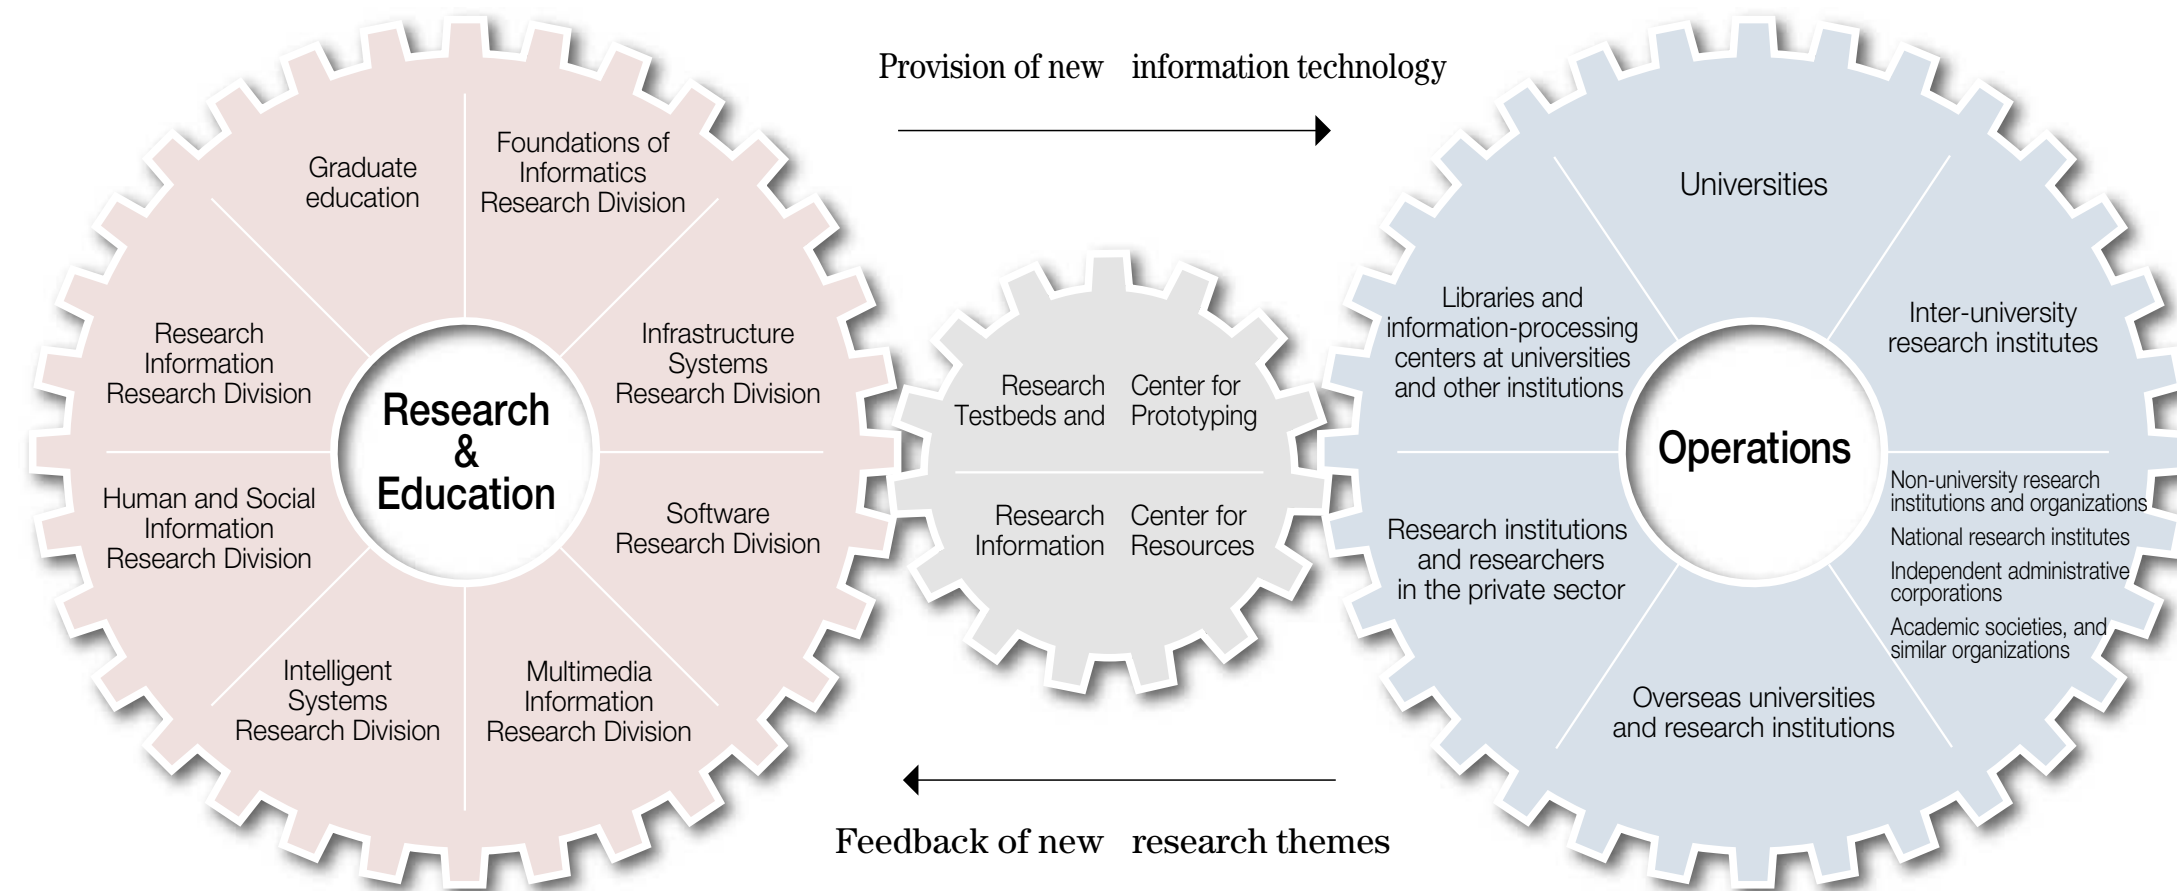 Provision of new information technology
Graduate
education
Foundations of
Informatics
Research Division
Research
Information
Research Division
Infrastructure
Systems
Research Division
Research
&
Education
Human and Social
Information
Research Division
Software
Research Division
Intelligent
Systems
Research Division
Multimedia
Information
Research Division
Research Center for
Testbeds and Prototyping
Research Center for
Information Resources
Universities
Libraries and
information-processing
centers at universities
and other institutions
Inter-university
research institutes
Operations
Research institutions
and researchers
in the private sector
Non-university research
institutions and organizations
National research institutes
Independent administrative
corporations
Academic societies, and
similar organizations
Overseas universities
and research institutions
Feedback of new research themes